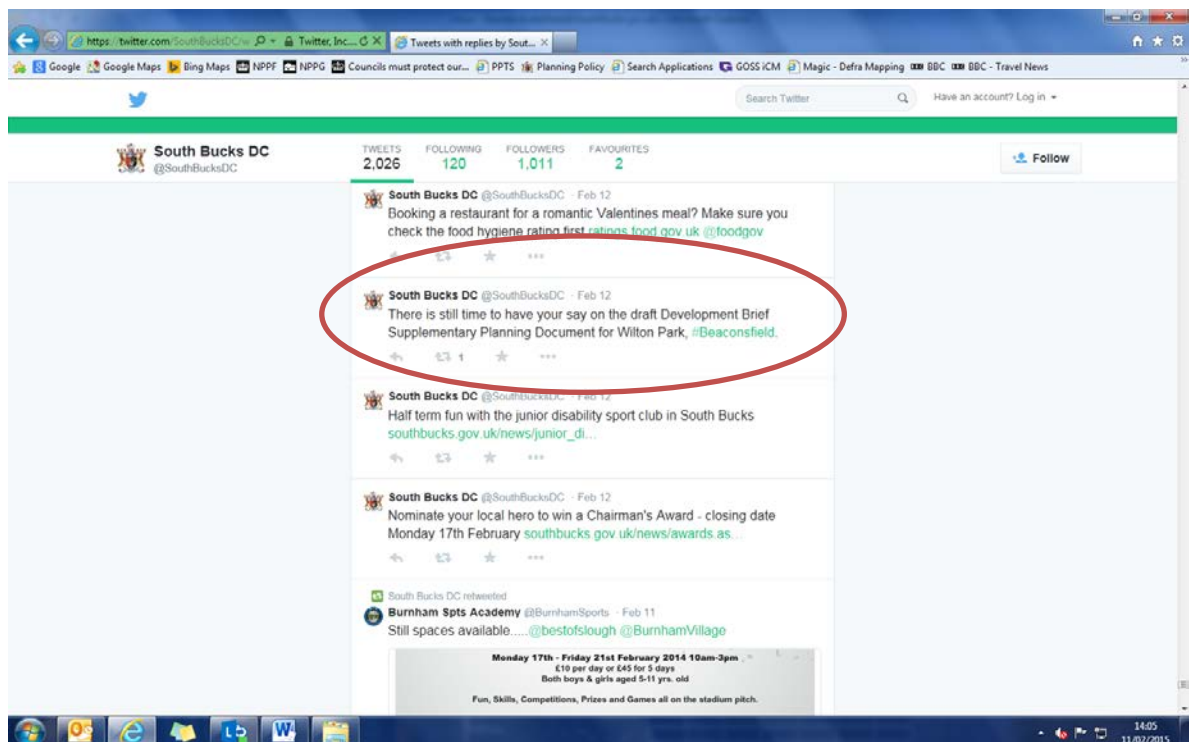 https://twitter.com/SouthBucksDC/w
Twitter, Inc....
Tweets with replies by Sout...
Google
Google Maps
Bing Maps
NPPF
NPPG
Councils must protect our...
PPTS
Planning Policy
Search Applications
GOSS iCM
Magic - Defra Mapping
BBC
BBC - Travel News
Search Twitter
Have an account? Log in
South Bucks DC
@SouthBucksDC
TWEETS FOLLOWING FOLLOWERS FAVOURITES
2,026 120 1,011 2
Follow
South Bucks DC @SouthBucksDC · Feb 12
Booking a restaurant for a romantic Valentines meal? Make sure you
check the food hygiene rating first ratings.food.gov.uk @foodgov
South Bucks DC @SouthBucksDC · Feb 12
There is still time to have your say on the draft Development Brief
Supplementary Planning Document for Wilton Park, #Beaconsfield.
1
South Bucks DC @SouthBucksDC · Feb 12
Half term fun with the junior disability sport club in South Bucks
southbucks.gov.uk/news/junior_di...
South Bucks DC @SouthBucksDC · Feb 12
Nominate your local hero to win a Chairman's Award - closing date
Monday 17th February southbucks.gov.uk/news/awards.as...
South Bucks DC retweeted
Burnham Spts Academy @BurnhamSports · Feb 11
Still spaces available.....@bestofslough @BurnhamVillage
Monday 17th - Friday 21st February 2014 10am-3pm
£10 per day or £45 for 5 days
Both boys & girls aged 5-11 yrs. old
Fun, Skills, Competitions, Prizes and Games all on the stadium pitch.
14:05
11/02/2015